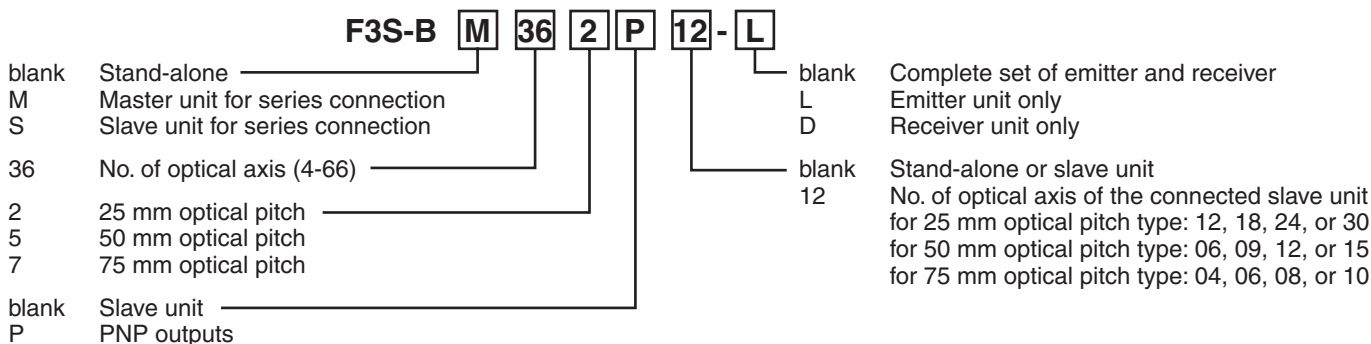 F3S-B M 36 2 P 12 - L
blank Stand-alone
M Master unit for series connection
S Slave unit for series connection
36 No. of optical axis (4-66)
2 25 mm optical pitch
5 50 mm optical pitch
7 75 mm optical pitch
blank Slave unit
P PNP outputs
blank Complete set of emitter and receiver
L Emitter unit only
D Receiver unit only
blank Stand-alone or slave unit
12 No. of optical axis of the connected slave unit
for 25 mm optical pitch type: 12, 18, 24, or 30
for 50 mm optical pitch type: 06, 09, 12, or 15
for 75 mm optical pitch type: 04, 06, 08, or 10